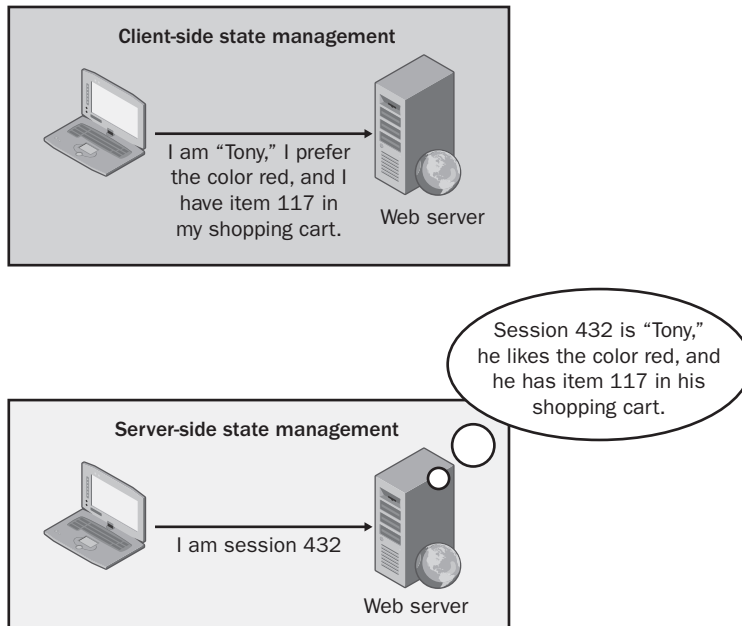 Client-side state management
I am “Tony,” I prefer
the color red, and I
have item 117 in
my shopping cart.
Web server
Session 432 is “Tony,”
he likes the color red, and
he has item 117 in his
shopping cart.
Server-side state management
I am session 432
Web server